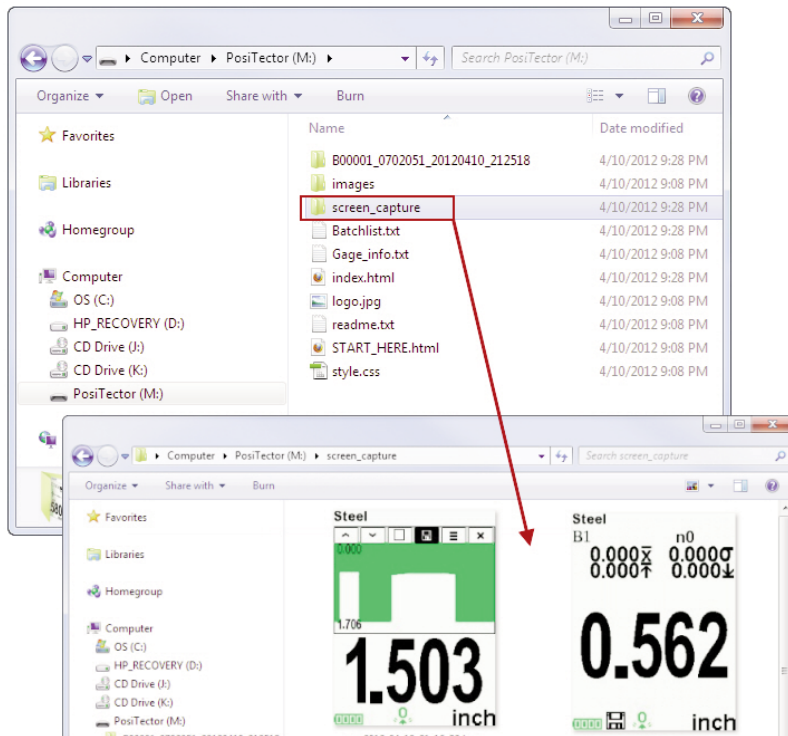 Computer PosiTector (M:)
Search PosiTector (M:)
Organize Open Share with Burn
Name Date modified
Favorites
Libraries
Homegroup
Computer
OS (C:)
HP_RECOVERY (D:)
CD Drive (J:)
CD Drive (K:)
PosiTector (M:)
B00001_0702051_20120410_212518 4/10/2012 9:28 PM
images 4/10/2012 9:08 PM
screen_capture 4/10/2012 9:28 PM
Batchlist.txt 4/10/2012 9:28 PM
Gage_info.txt 4/10/2012 9:08 PM
index.html 4/10/2012 9:28 PM
logo.jpg 4/10/2012 9:08 PM
readme.txt 4/10/2012 9:08 PM
START_HERE.html 4/10/2012 9:08 PM
style.css 4/10/2012 9:08 PM
Computer PosiTector (M:) screen_capture
Search screen_capture
Organize Share with Burn
Favorites
Libraries
Homegroup
Computer
OS (C:)
HP_RECOVERY (D:)
CD Drive (J:)
CD Drive (K:)
PosiTector (M:)
Steel
0.000
1.706
1.503
inch
Steel
B1 n0
0.000x̄ 0.000σ
0.000↑ 0.000↓
0.562
inch